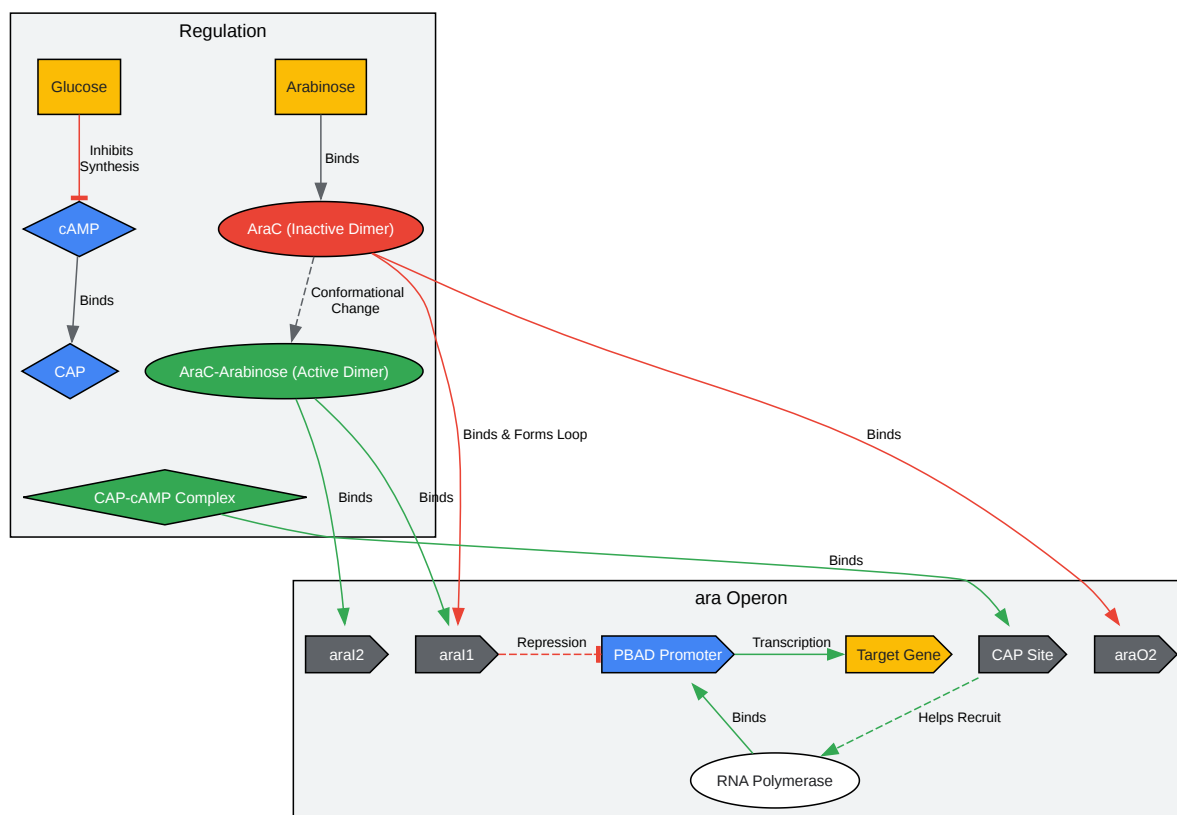 Regulation
Glucose
Arabinose
Inhibits
Synthesis
Binds
cAMP
AraC (Inactive Dimer)
Binds
Conformational
Change
CAP
AraC-Arabinose (Active Dimer)
Binds & Forms Loop
Binds
CAP-cAMP Complex
Binds
Binds
Binds
ara Operon
araI2
araI1
Repression
PBAD Promoter
Transcription
Target Gene
CAP Site
araO2
Binds
Helps Recruit
RNA Polymerase